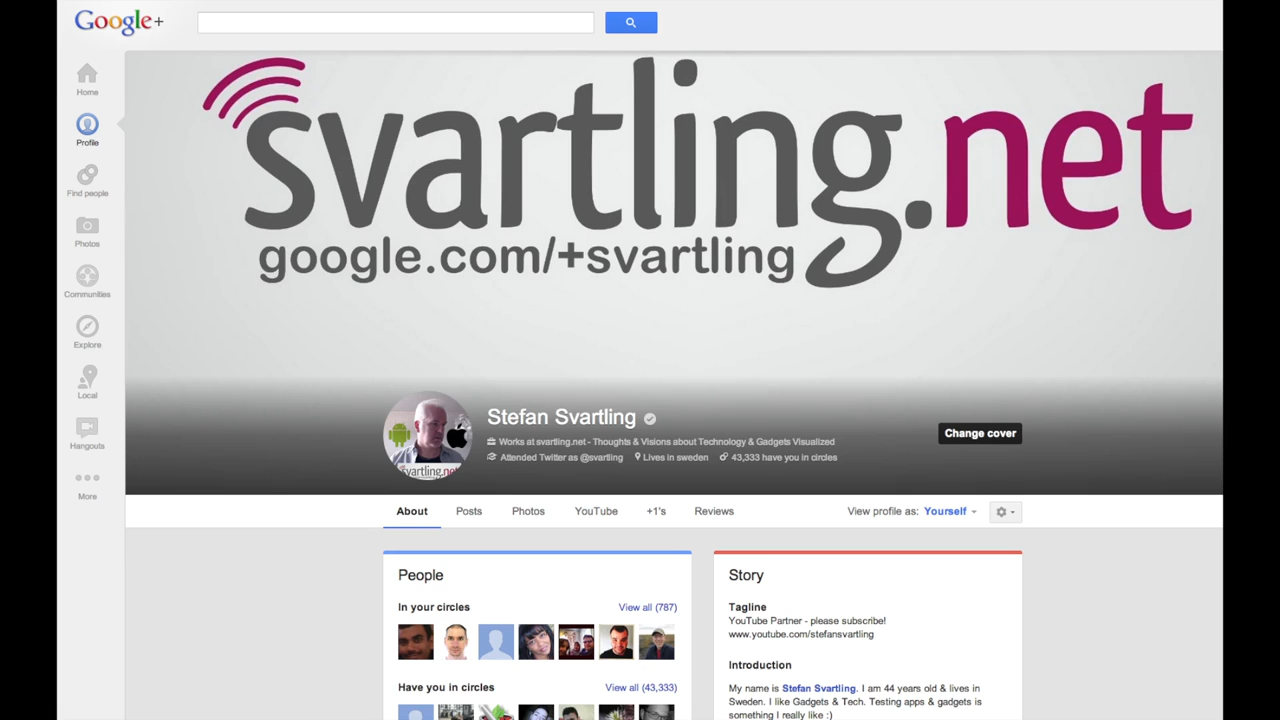 Google+
svartling.net
google.com/+svartling
Home
Profile
Find people
Photos
Communities
Explore
Local
Hangouts
More
svartling.net
Stefan Svartling
Works at svartling.net - Thoughts & Visions about Technology & Gadgets Visualized
Attended Twitter as @svartling Lives in sweden 43,333 have you in circles
Change cover
About Posts Photos YouTube +1's Reviews View profile as: Yourself
People
In your circles View all (787)
Have you in circles View all (43,333)
Story
Tagline
YouTube Partner - please subscribe!
www.youtube.com/stefansvartling
Introduction
My name is Stefan Svartling. I am 44 years old & lives in
Sweden. I like Gadgets & Tech. Testing apps & gadgets is
something I really like :)